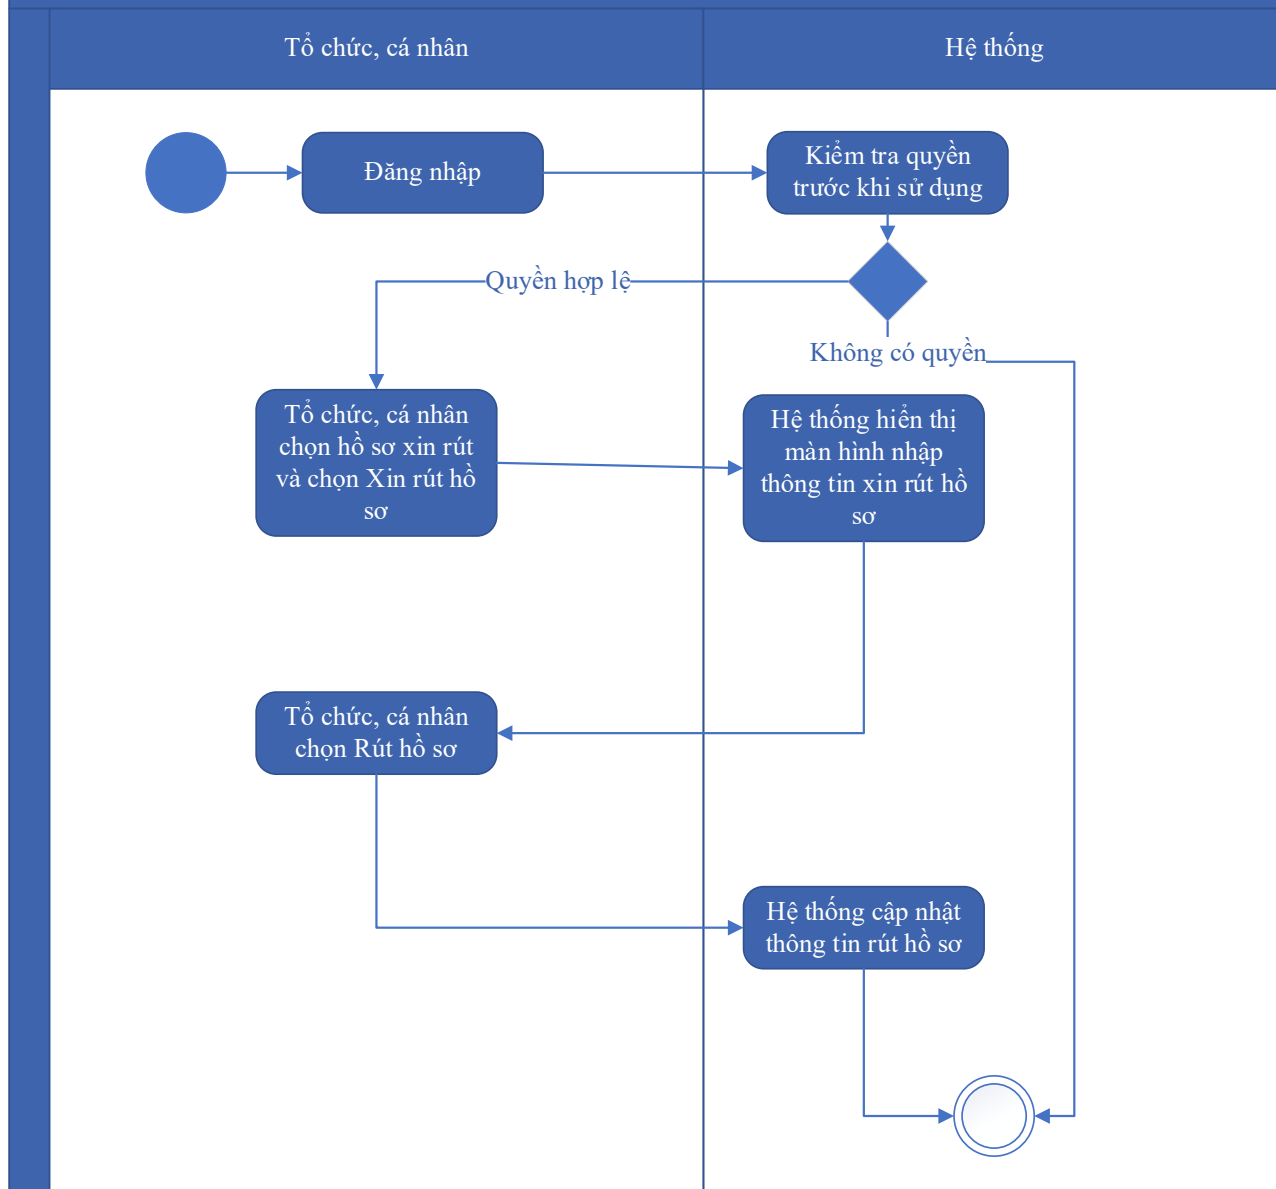 Tổ chức, cá nhân
Hệ thống
Đăng nhập
Kiểm tra quyền
trước khi sử dụng
Quyền hợp lệ
Không có quyền
Tổ chức, cá nhân
chọn hồ sơ xin rút
và chọn Xin rút hồ
sơ
Hệ thống hiển thị
màn hình nhập
thông tin xin rút hồ
sơ
Tổ chức, cá nhân
chọn Rút hồ sơ
Hệ thống cập nhật
thông tin rút hồ sơ